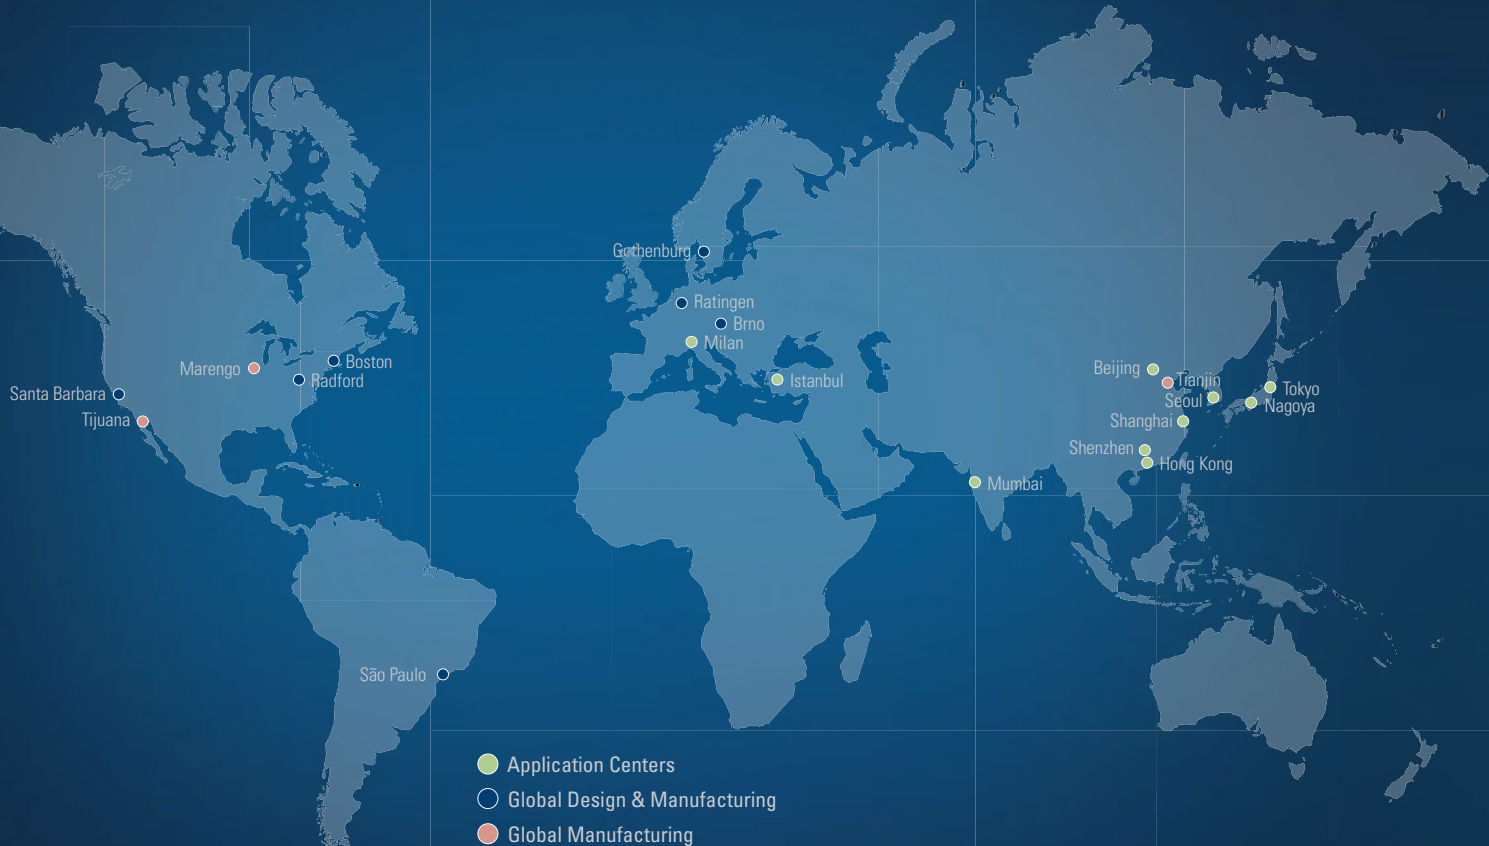 Gothenburg
Ratingen
Brno
Milan
Istanbul
Boston
Marengo
Radford
Santa Barbara
Tijuana
Beijing
Tianjin
Seoul
Tokyo
Nagoya
Shanghai
Shenzhen
Hong Kong
Mumbai
São Paulo
Application Centers
Global Design & Manufacturing
Global Manufacturing